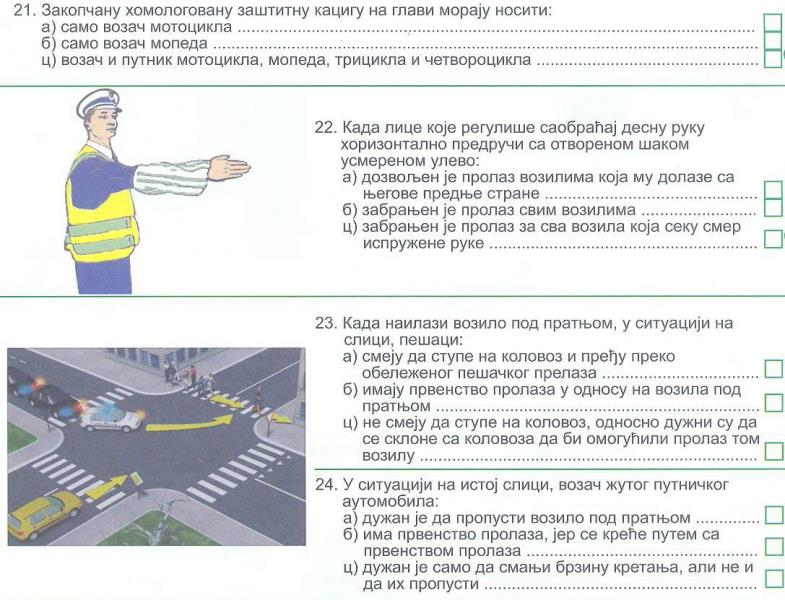 21. Закопчану хомологовану заштитну кацигу на глави морају носити:
а) само возач мотоцикла
б) само возач мопеда
ц) возач и путник мотоцикла, мопеда, трицикла и четвороцикла
22. Када лице које регулише саобраћај десну руку
хоризонтално предручи са отвореном шаком
усмереном улево:
а) дозвољен је пролаз возилима која му долазе са
његове предње стране
б) забрањен је пролаз свим возилима
ц) забрањен је пролаз за сва возила која секу смер
испружене руке
23. Када наилази возило под пратњом, у ситуацији на
слици, пешаци:
а) смеју да ступе на коловоз и пређу преко
обележеног пешачког прелаза
б) имају првенство пролаза у односу на возила под
пратњом
ц) не смеју да ступе на коловоз, односно дужни су да
се склоне са коловоза да би омогућили пролаз том
возилу
24. У ситуацији на истој слици, возач жутог путничког
аутомобила:
а) дужан је да пропусти возило под пратњом
б) има првенство пролаза, јер се креће путем са
првенством пролаза
ц) дужан је само да смањи брзину кретања, али не и
да их пропусти